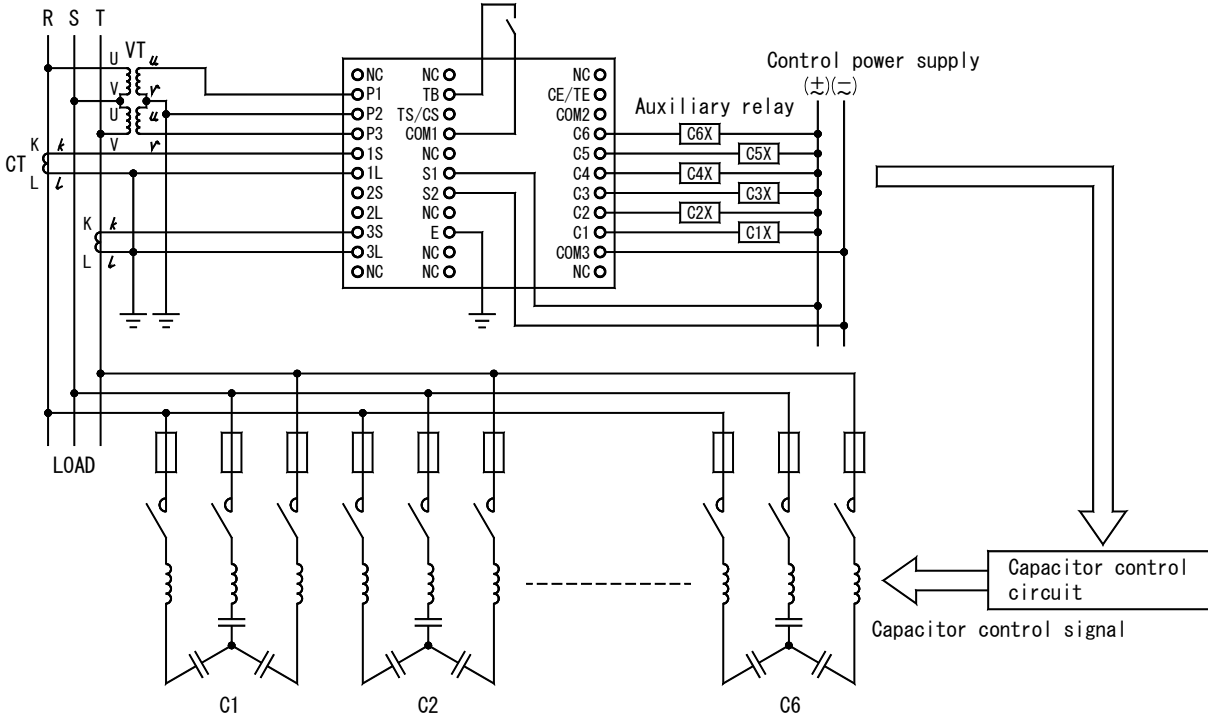 R S T
VT
U u
V v
U u
V v
CT
K k
L l
K k
L l
NC
P1
P2
P3
1S
1L
2S
2L
3S
3L
NC
NC
TB
TS/CS
COM1
NC
S1
S2
NC
E
NC
NC
NC
CE/TE
COM2
C6
C5
C4
C3
C2
C1
COM3
NC
Auxiliary relay
C6X
C5X
C4X
C3X
C2X
C1X
Control power supply
(+)(-)
LOAD
Capacitor control
circuit
Capacitor control signal
C1 C2 C6